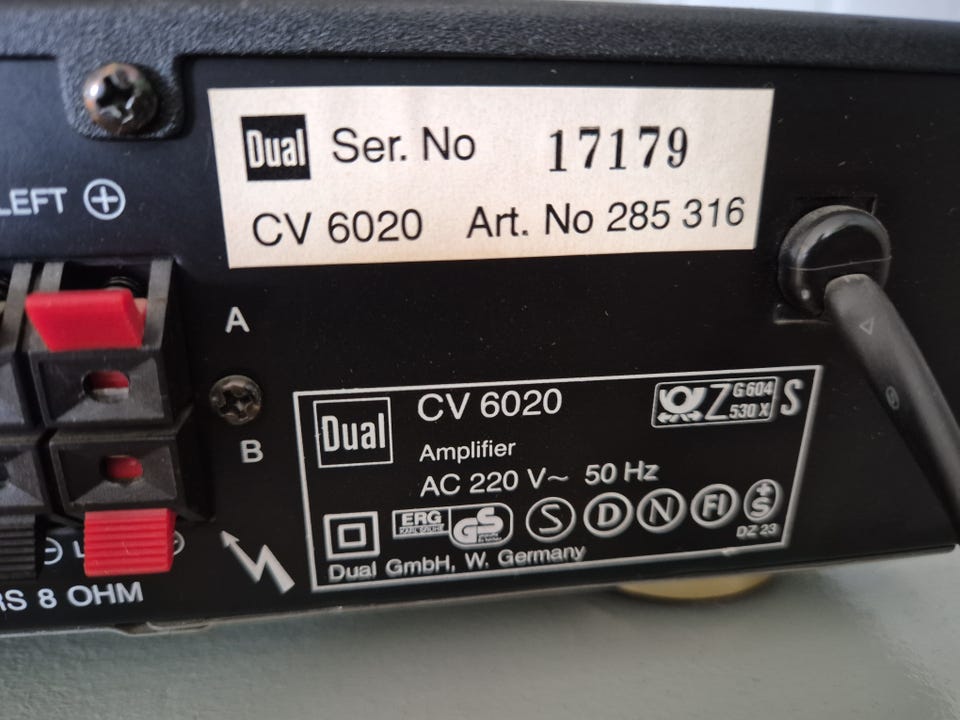 Dual Ser. No 17179
CV 6020 Art. No 285 316
LEFT +
A
B
Dual CV 6020
Amplifier
AC 220 V~ 50 Hz
Z G 604 530 X S
ERG KARLSRUHE GS S D N FI +S
DZ 23
Dual GmbH, W. Germany
RS 8 OHM